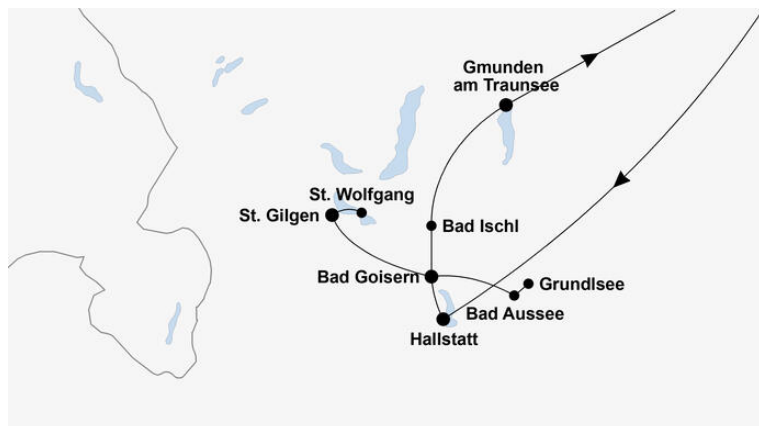 Gmunden
am Traunsee
St. Wolfgang
St. Gilgen
Bad Ischl
Bad Goisern
Grundlsee
Bad Aussee
Hallstatt